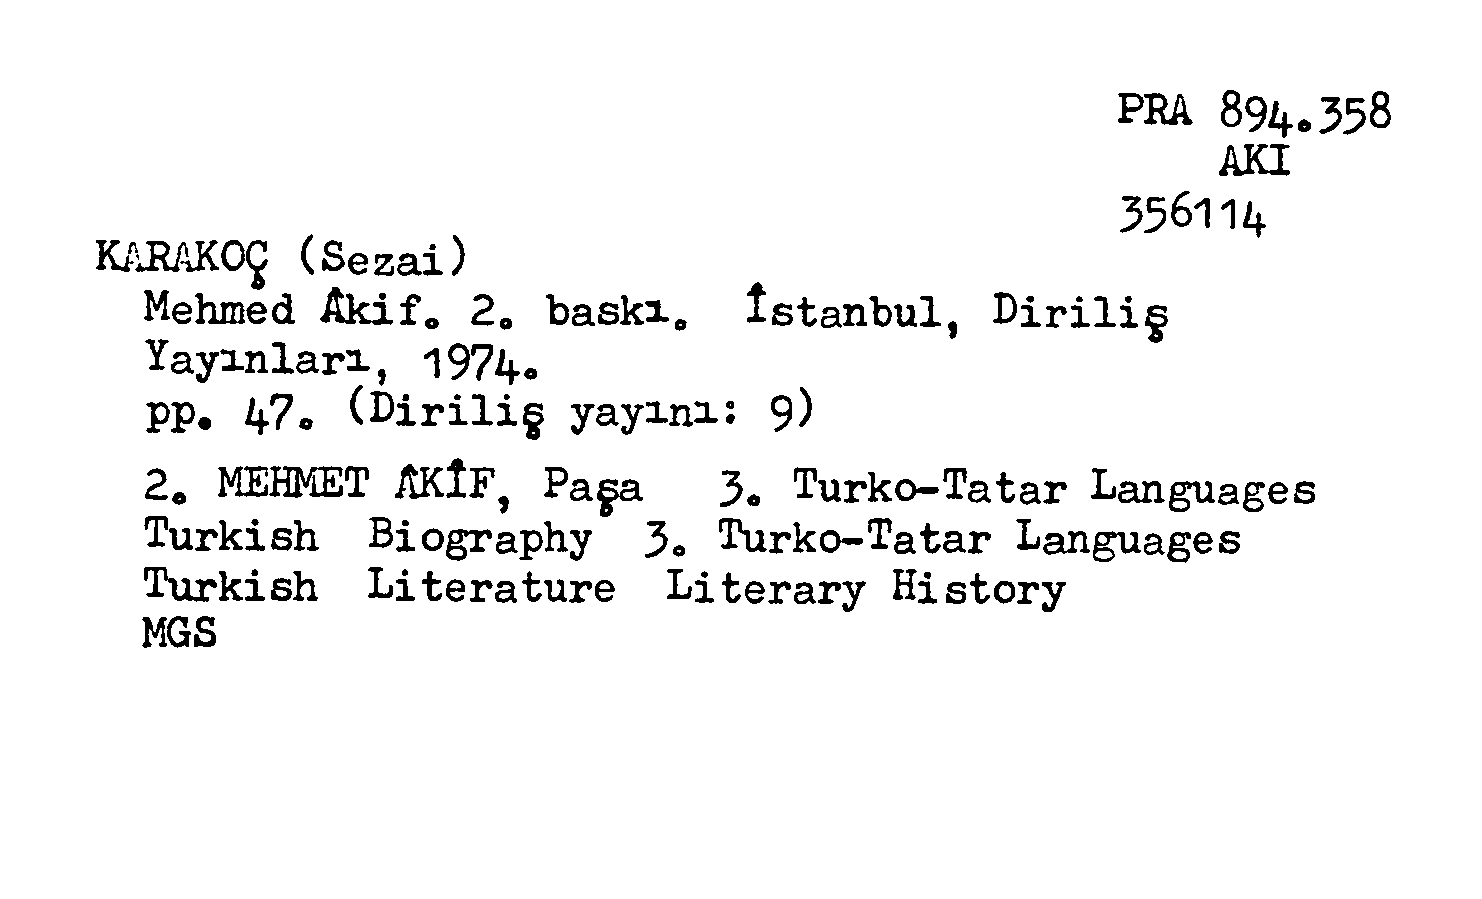 PRA 894.358
AKI
356114
KARAKOÇ (Sezai)
Mehmed Âkif. 2. baskı. İstanbul, Diriliş
Yayınları, 1974.
pp. 47. (Diriliş yayını: 9)
2. MEHMET ÂKİF, Paşa 3. Turko-Tatar Languages
Turkish Biography 3. Turko-Tatar Languages
Turkish Literature Literary History
MGS